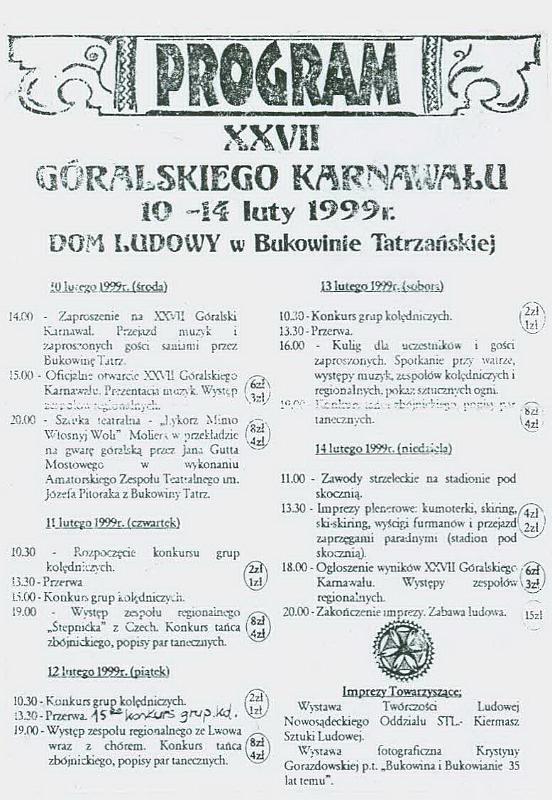 PROGRAM
XXVII
GÓRALSKIEGO KARNAWAŁU
10 -14 luty 1999r.
DOM LUDOWY w Bukowinie Tatrzańskiej
10 lutego 1999r. (środa)
14.00 - Zaproszenie na XXVII Góralski
Karnawał. Przejazd muzyk i
zaproszonych gości saniami przez
Bukowinę Tatrz.
15.00 - Oficjalne otwarcie XXVII Góralskiego
Karnawału. Prezentacja muzyk. Występ
zespołów regionalnych.
6zł
3zł
20.00 - Sztuka teatralna - "Lykorz Mimo
Włosnyj Woli" Moliera w przekładzie
na gwarę góralską przez Jana Gutta
Mostowego w wykonaniu
Amatorskiego Zespołu Teatralnego im.
Józefa Pitoraka z Bukowiny Tatrz.
8zł
4zł
11 lutego 1999r. (czwartek)
10.30 - Rozpoczęcie konkursu grup
kolędniczych.
13.30 - Przerwa
2zł
1zł
15.00 - Konkurs grup kolędniczych.
19.00 - Występ zespołu regionalnego
"Stepnicka" z Czech. Konkurs tańca
zbójnickiego, popisy par tanecznych.
8zł
4zł
12 lutego 1999r. (piątek)
10.30 - Konkurs grup kolędniczych.
13.30 - Przerwa. 15 konkurs grup. kol.
2zł
1zł
19.00 - Występ zespołu regionalnego ze Lwowa
wraz z chórem. Konkurs tańca
zbójnickiego, popisy par tanecznych.
8zł
4zł
13 lutego 1999r. (sobota)
10.30 - Konkurs grup kolędniczych.
13.30 - Przerwa.
2zł
1zł
16.00 - Kulig dla uczestników i gości
zaproszonych. Spotkanie przy watrze,
występy muzyk, zespołów kolędniczych i
regionalnych, pokaz sztucznych ogni.
19.00 - Konkurs tańca zbójnickiego, popisy par
tanecznych.
8zł
4zł
14 lutego 1999r. (niedziela)
11.00 - Zawody strzeleckie na stadionie pod
skocznią.
13.30 - Imprezy plenerowe: kumoterki, skiring,
ski-skiring, wyścigi furmanów i przejazd
zaprzęgami paradnymi (stadion pod
skocznią).
4zł
2zł
18.00 - Ogłoszenie wyników XXVII Góralskiego
Karnawału. Występy zespołów
regionalnych.
6zł
3zł
20.00 - Zakończenie imprezy. Zabawa ludowa.
15zł
Imprezy Towarzyszące:
Wystawa Twórczości Ludowej
Nowosądeckiego Oddziału STL - Kiermasz
Sztuki Ludowej.
Wystawa fotograficzna Krystyny
Gorazdowskiej p.t. "Bukowina i Bukowianie 35
lat temu".